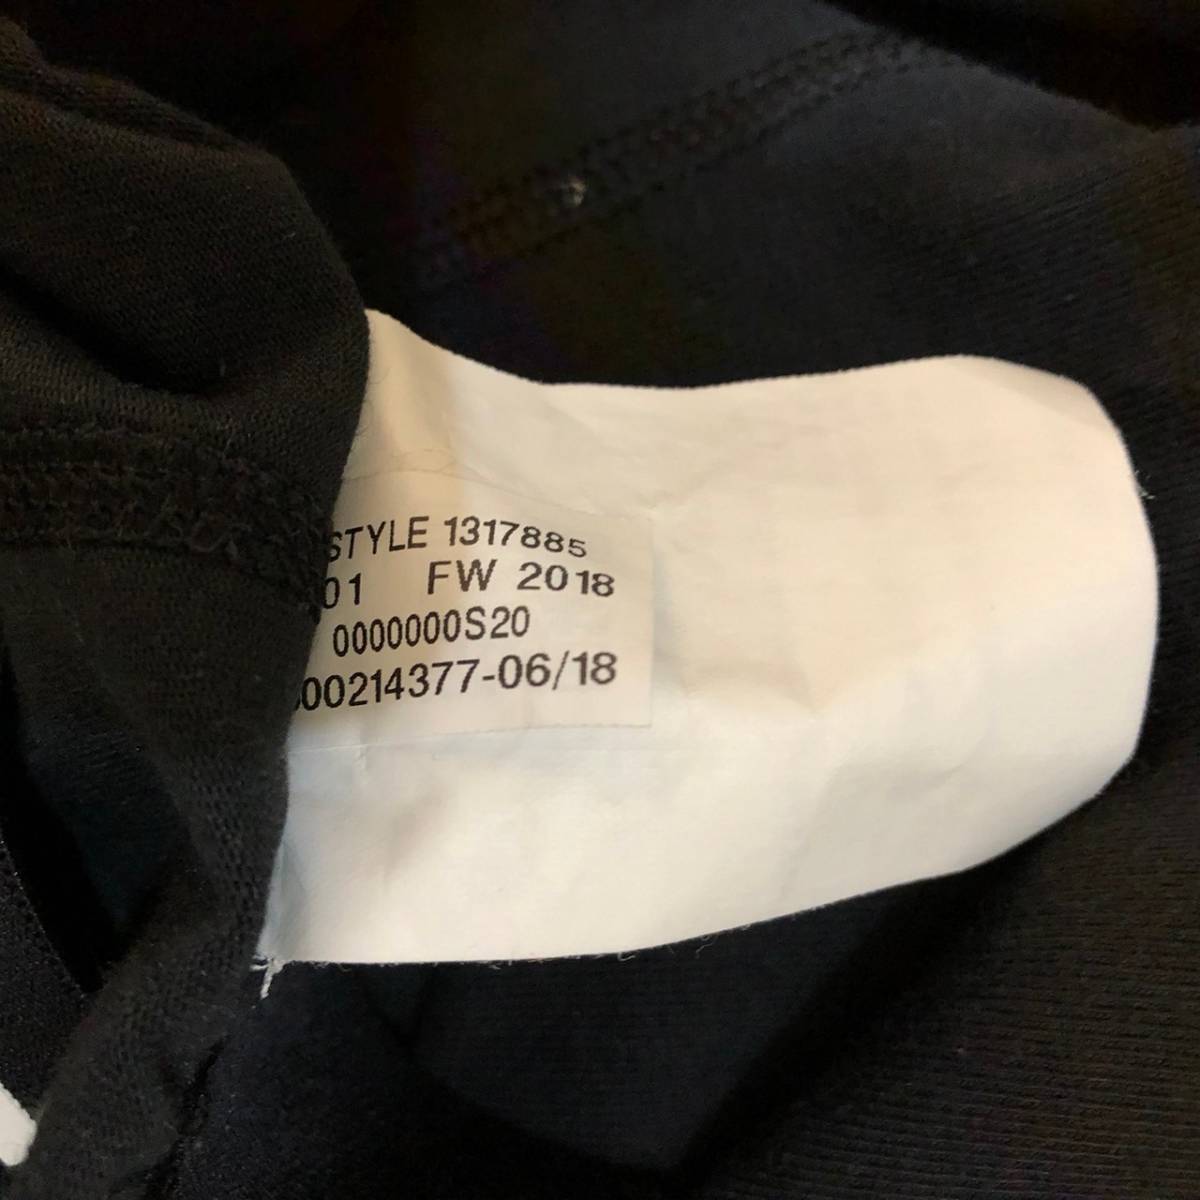 STYLE 1317885
01 FW 2018
0000000S20
00214377-06/18